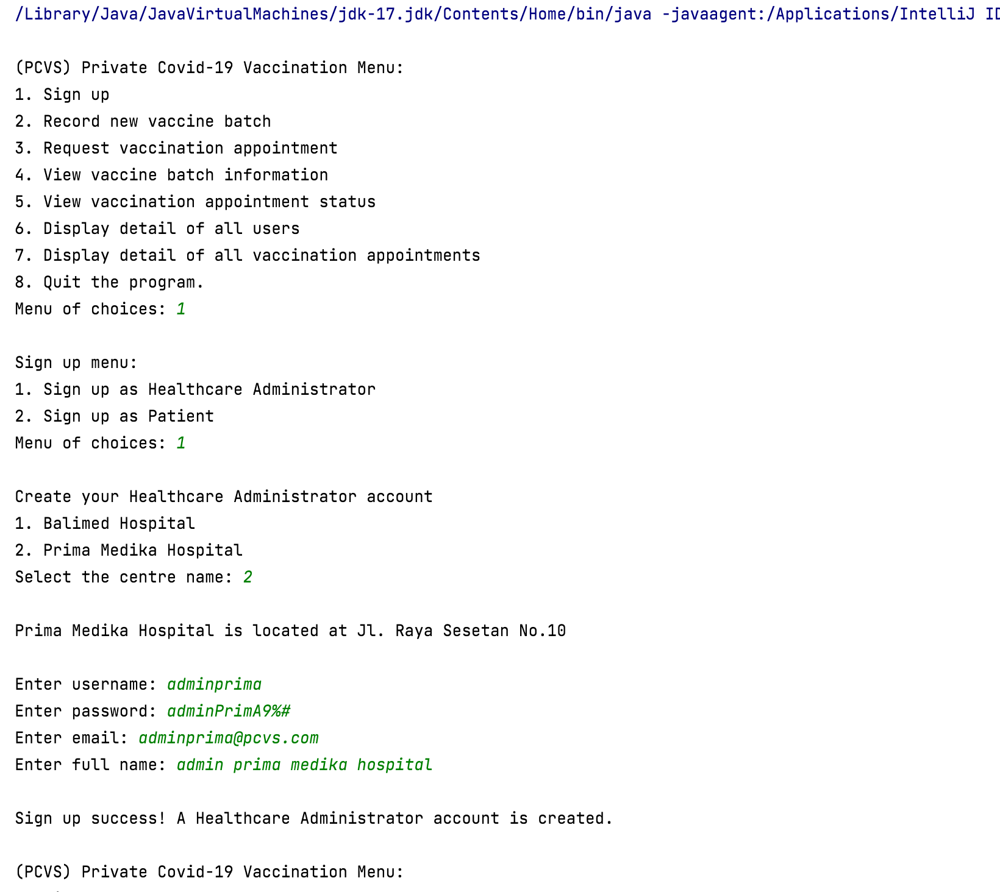 /Library/Java/JavaVirtualMachines/jdk-17.jdk/Contents/Home/bin/java -javaagent:/Applications/IntelliJ
(PCVS) Private Covid-19 Vaccination Menu:
1. Sign up
2. Record new vaccine batch
3. Request vaccination appointment
4. View vaccine batch information
5. View vaccination appointment status
6. Display detail of all users
7. Display detail of all vaccination appointments
8. Quit the program.
Menu of choices: 1
Sign up menu:
1. Sign up as Healthcare Administrator
2. Sign up as Patient
Menu of choices: 1
Create your Healthcare Administrator account
1. Balimed Hospital
2. Prima Medika Hospital
Select the centre name: 2
Prima Medika Hospital is located at Jl. Raya Sesetan No.10
Enter username: adminprima
Enter password: adminPrimA9%#
Enter email: adminprima@pcvs.com
Enter full name: admin prima medika hospital
Sign up success! A Healthcare Administrator account is created.
(PCVS) Private Covid-19 Vaccination Menu: